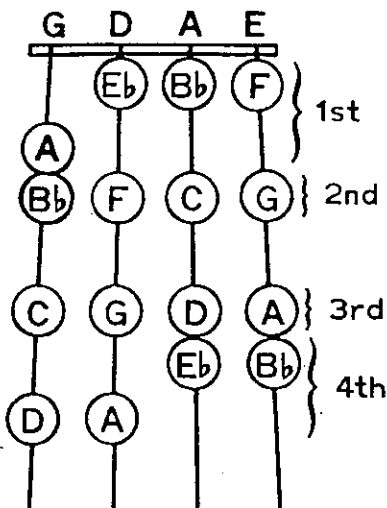 G D A E
E♭ B♭ F
1st
A
B♭ F C G 2nd
C G D A 3rd
E♭ B♭
4th
D A